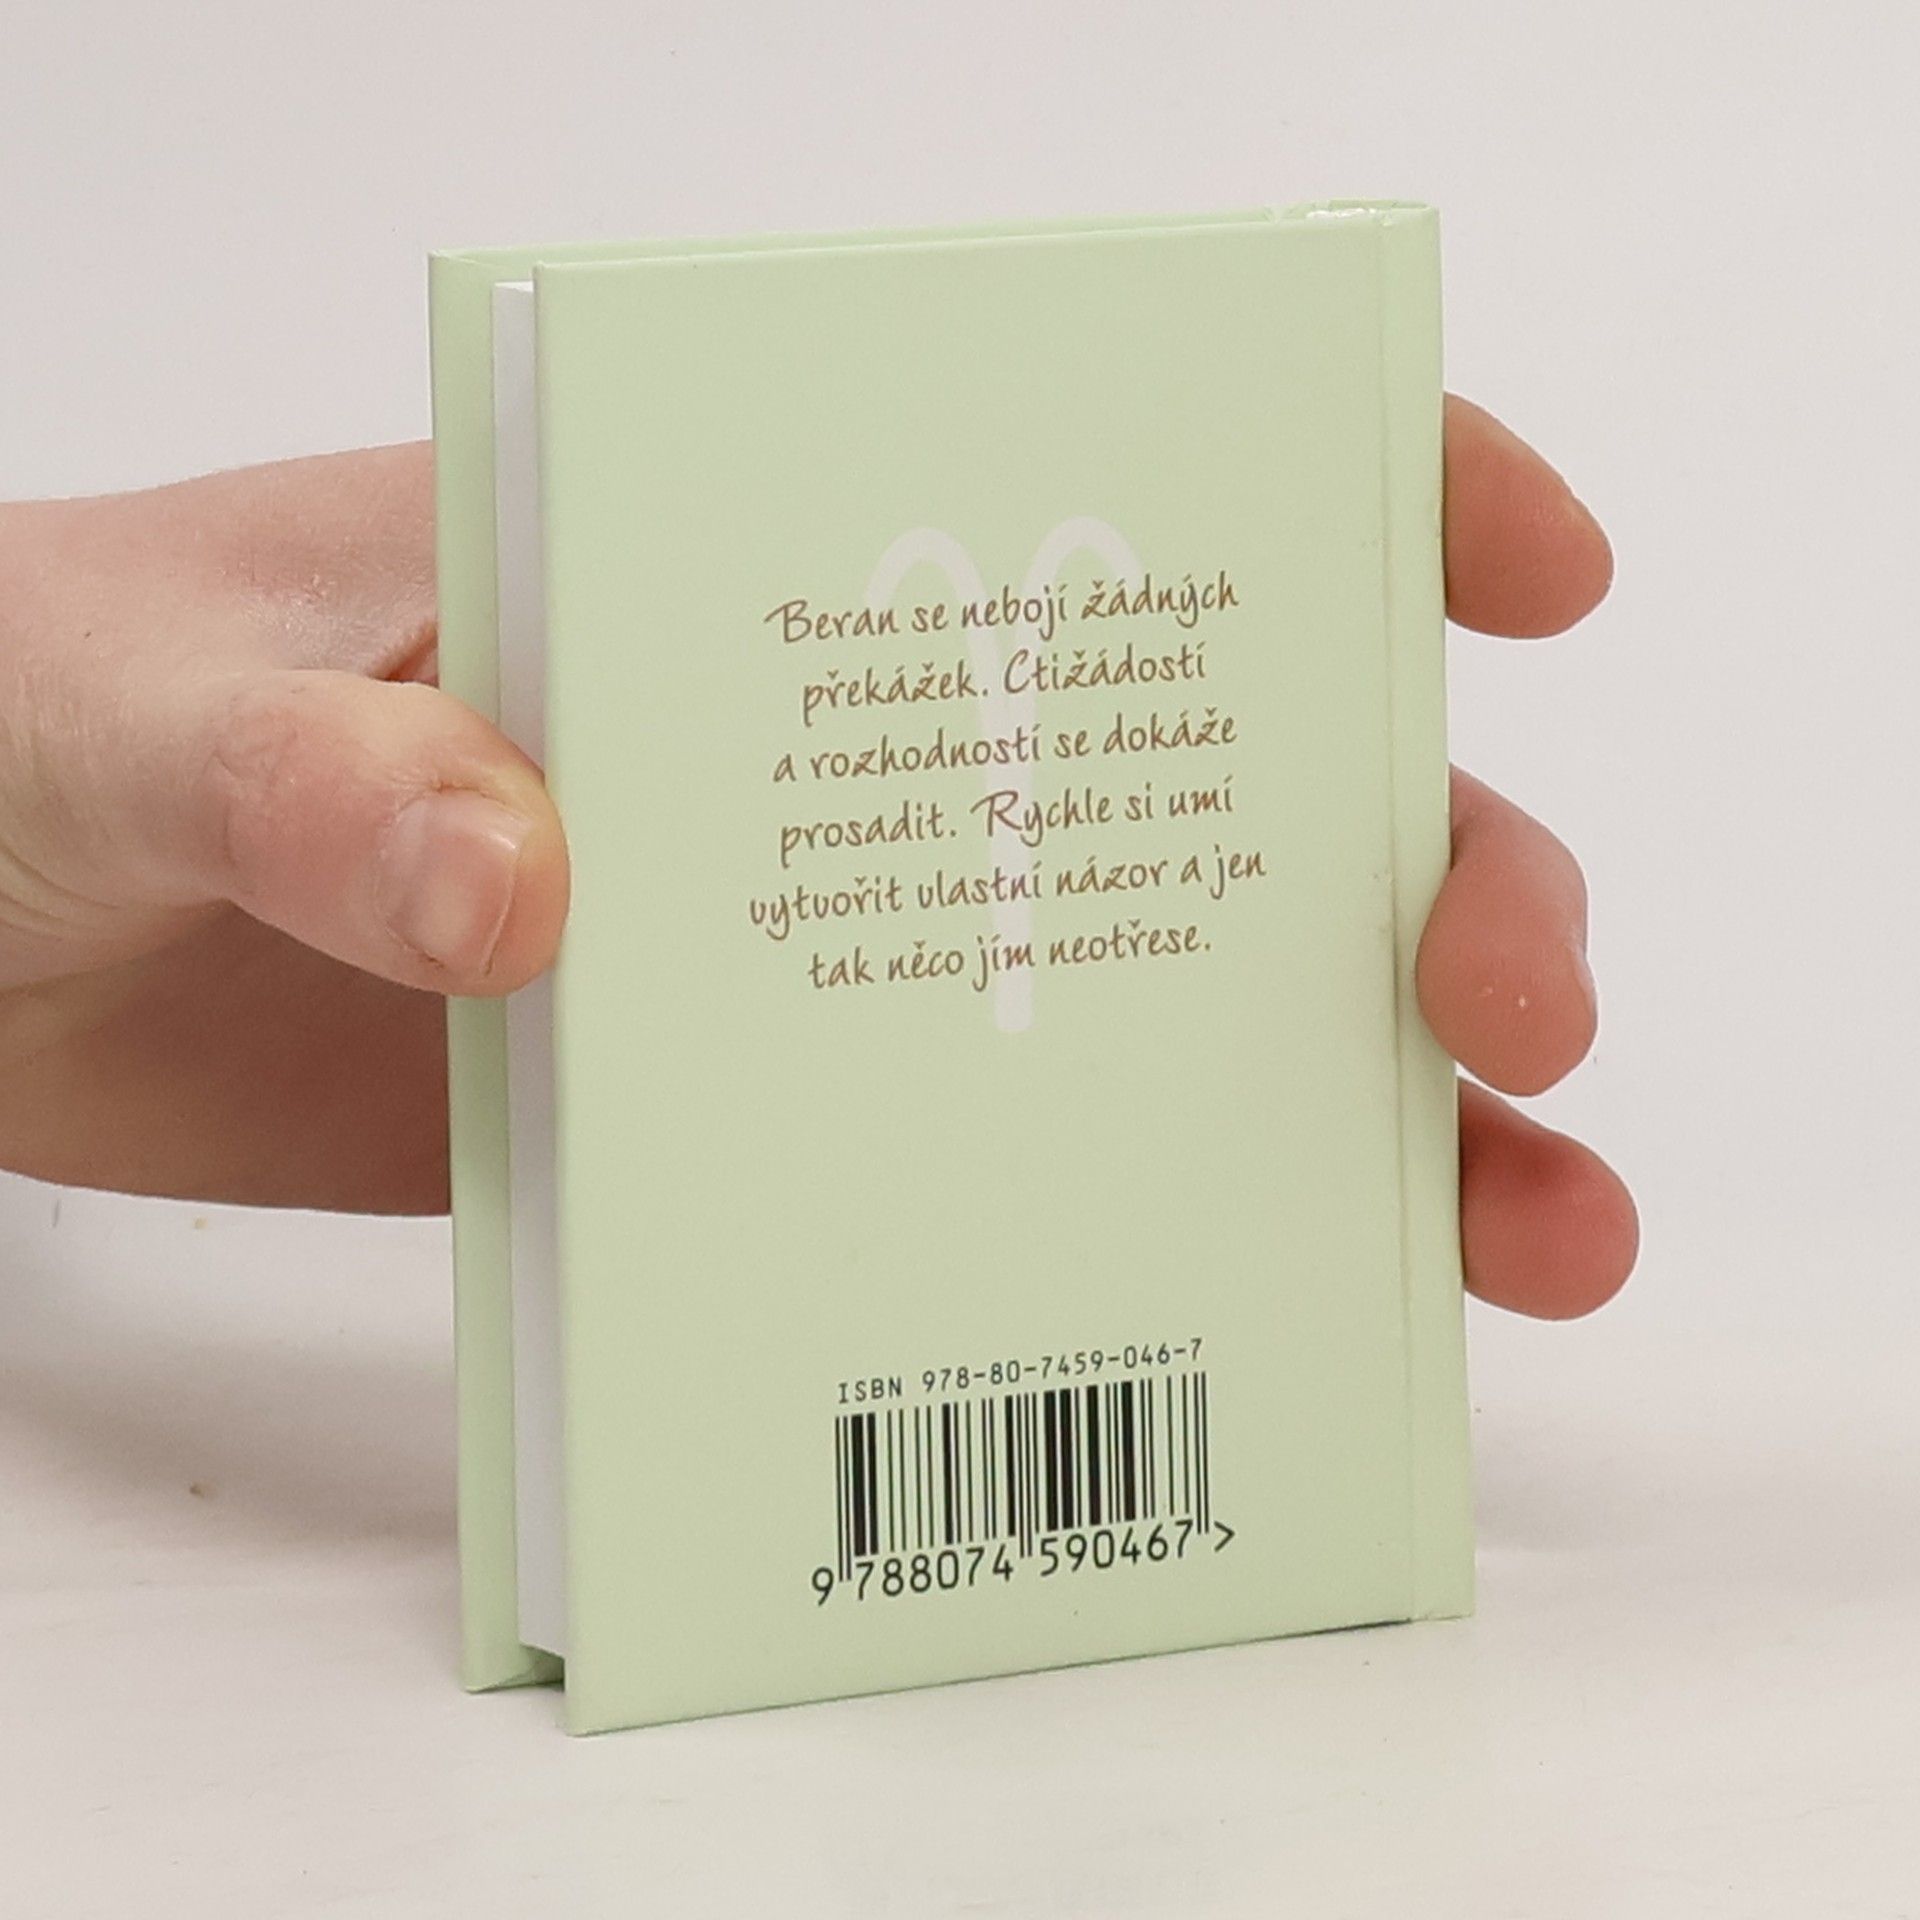 Beran se nebojí žádných
překážek. Ctižádostí
a rozhodností se dokáže
prosadit. Rychle si umí
vytvořit vlastní názor a jen
tak něco jím neotřese.
ISBN 978-80-7459-046-7
9 788074 590467 >